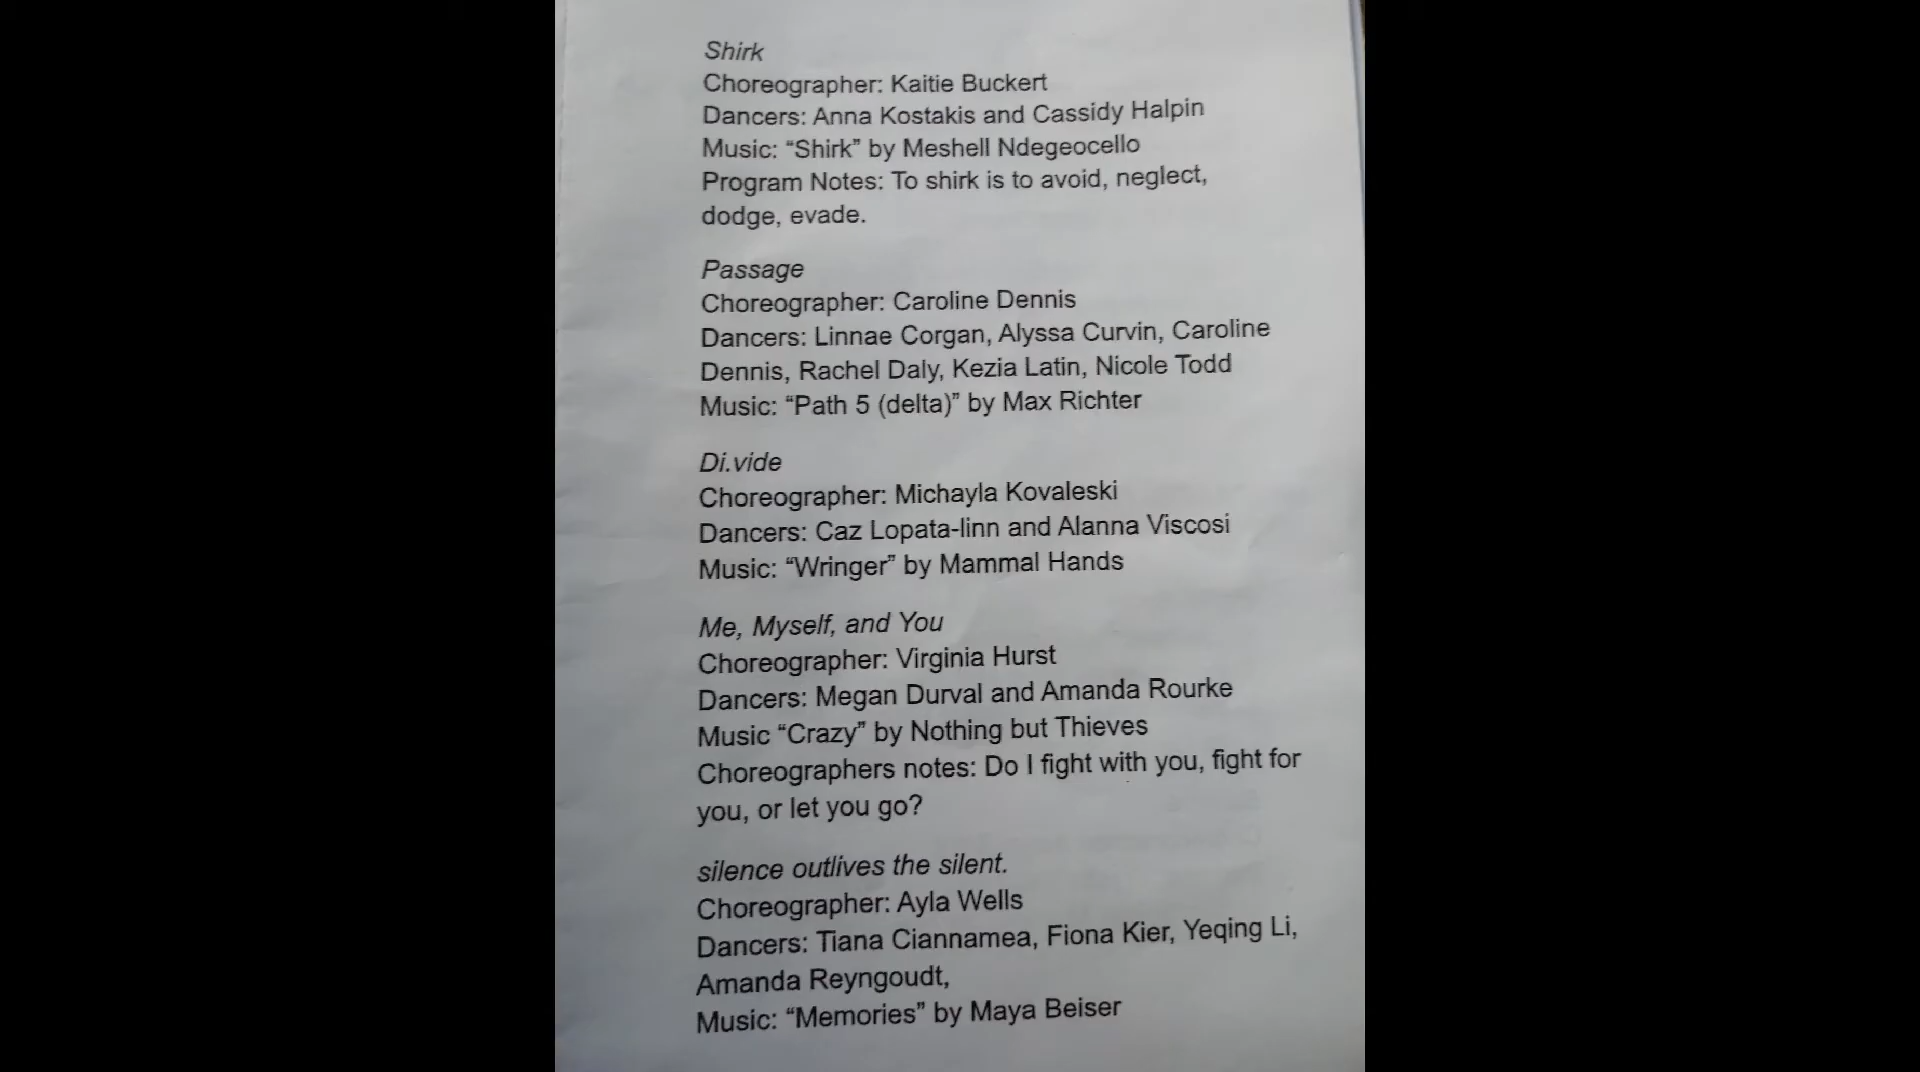 Shirk
Choreographer: Kaitie Buckert
Dancers: Anna Kostakis and Cassidy Halpin
Music: “Shirk” by Meshell Ndegeocello
Program Notes: To shirk is to avoid, neglect,
dodge, evade.
Passage
Choreographer: Caroline Dennis
Dancers: Linnae Corgan, Alyssa Curvin, Caroline
Dennis, Rachel Daly, Kezia Latin, Nicole Todd
Music: “Path 5 (delta)” by Max Richter
Di.vide
Choreographer: Michayla Kovaleski
Dancers: Caz Lopata-linn and Alanna Viscosi
Music: “Wringer” by Mammal Hands
Me, Myself, and You
Choreographer: Virginia Hurst
Dancers: Megan Durval and Amanda Rourke
Music “Crazy” by Nothing but Thieves
Choreographers notes: Do I fight with you, fight for
you, or let you go?
silence outlives the silent.
Choreographer: Ayla Wells
Dancers: Tiana Ciannamea, Fiona Kier, Yeqing Li,
Amanda Reyngoudt,
Music: “Memories” by Maya Beiser